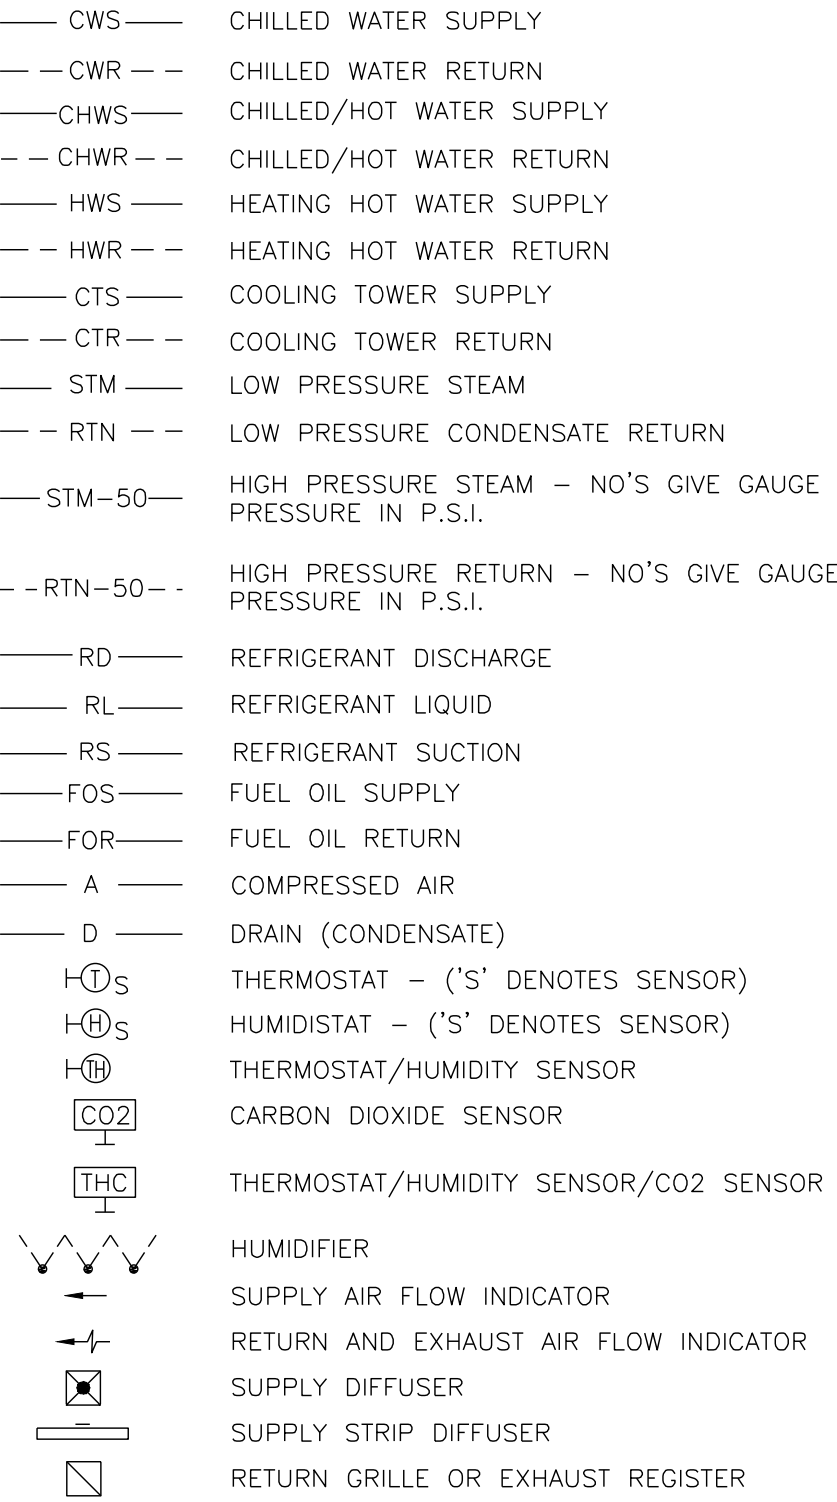 CWS CHILLED WATER SUPPLY
CWR CHILLED WATER RETURN
CHWS CHILLED/HOT WATER SUPPLY
CHWR CHILLED/HOT WATER RETURN
HWS HEATING HOT WATER SUPPLY
HWR HEATING HOT WATER RETURN
CTS COOLING TOWER SUPPLY
CTR COOLING TOWER RETURN
STM LOW PRESSURE STEAM
RTN LOW PRESSURE CONDENSATE RETURN
STM-50 HIGH PRESSURE STEAM - NO'S GIVE GAUGE
PRESSURE IN P.S.I.
RTN-50 HIGH PRESSURE RETURN - NO'S GIVE GAUGE
PRESSURE IN P.S.I.
RD REFRIGERANT DISCHARGE
RL REFRIGERANT LIQUID
RS REFRIGERANT SUCTION
FOS FUEL OIL SUPPLY
FOR FUEL OIL RETURN
A COMPRESSED AIR
D DRAIN (CONDENSATE)
T S THERMOSTAT - ('S' DENOTES SENSOR)
H S HUMIDISTAT - ('S' DENOTES SENSOR)
TH THERMOSTAT/HUMIDITY SENSOR
CO2 CARBON DIOXIDE SENSOR
THC THERMOSTAT/HUMIDITY SENSOR/CO2 SENSOR
HUMIDIFIER
SUPPLY AIR FLOW INDICATOR
RETURN AND EXHAUST AIR FLOW INDICATOR
SUPPLY DIFFUSER
SUPPLY STRIP DIFFUSER
RETURN GRILLE OR EXHAUST REGISTER